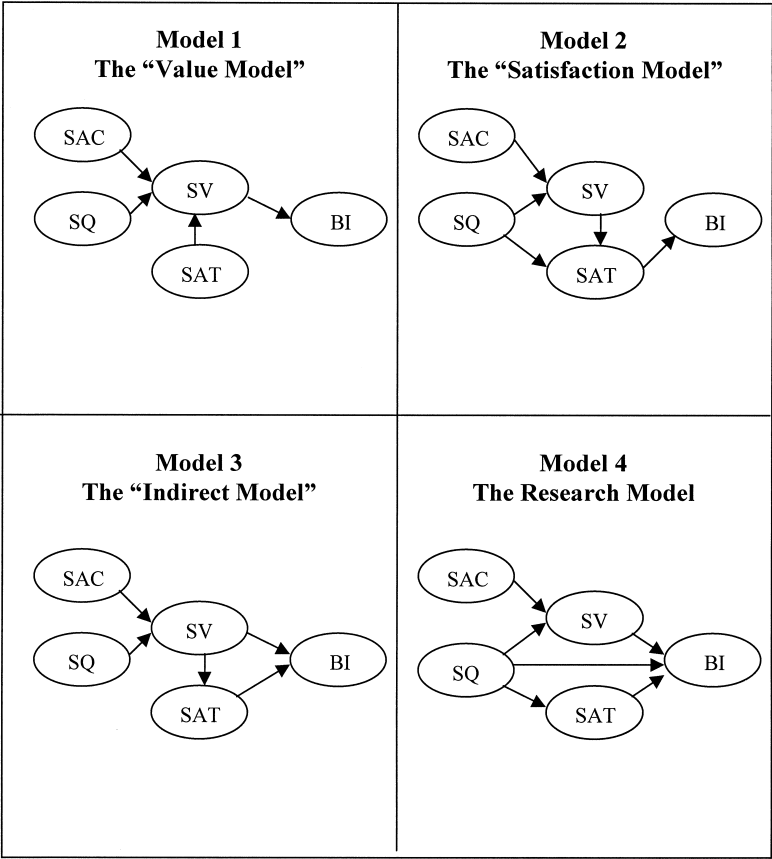 Model 1
The “Value Model”
SAC
SV
SQ
BI
SAT
Model 2
The “Satisfaction Model”
SAC
SV
SQ
BI
SAT
Model 3
The “Indirect Model”
SAC
SV
SQ
BI
SAT
Model 4
The Research Model
SAC
SV
SQ
BI
SAT